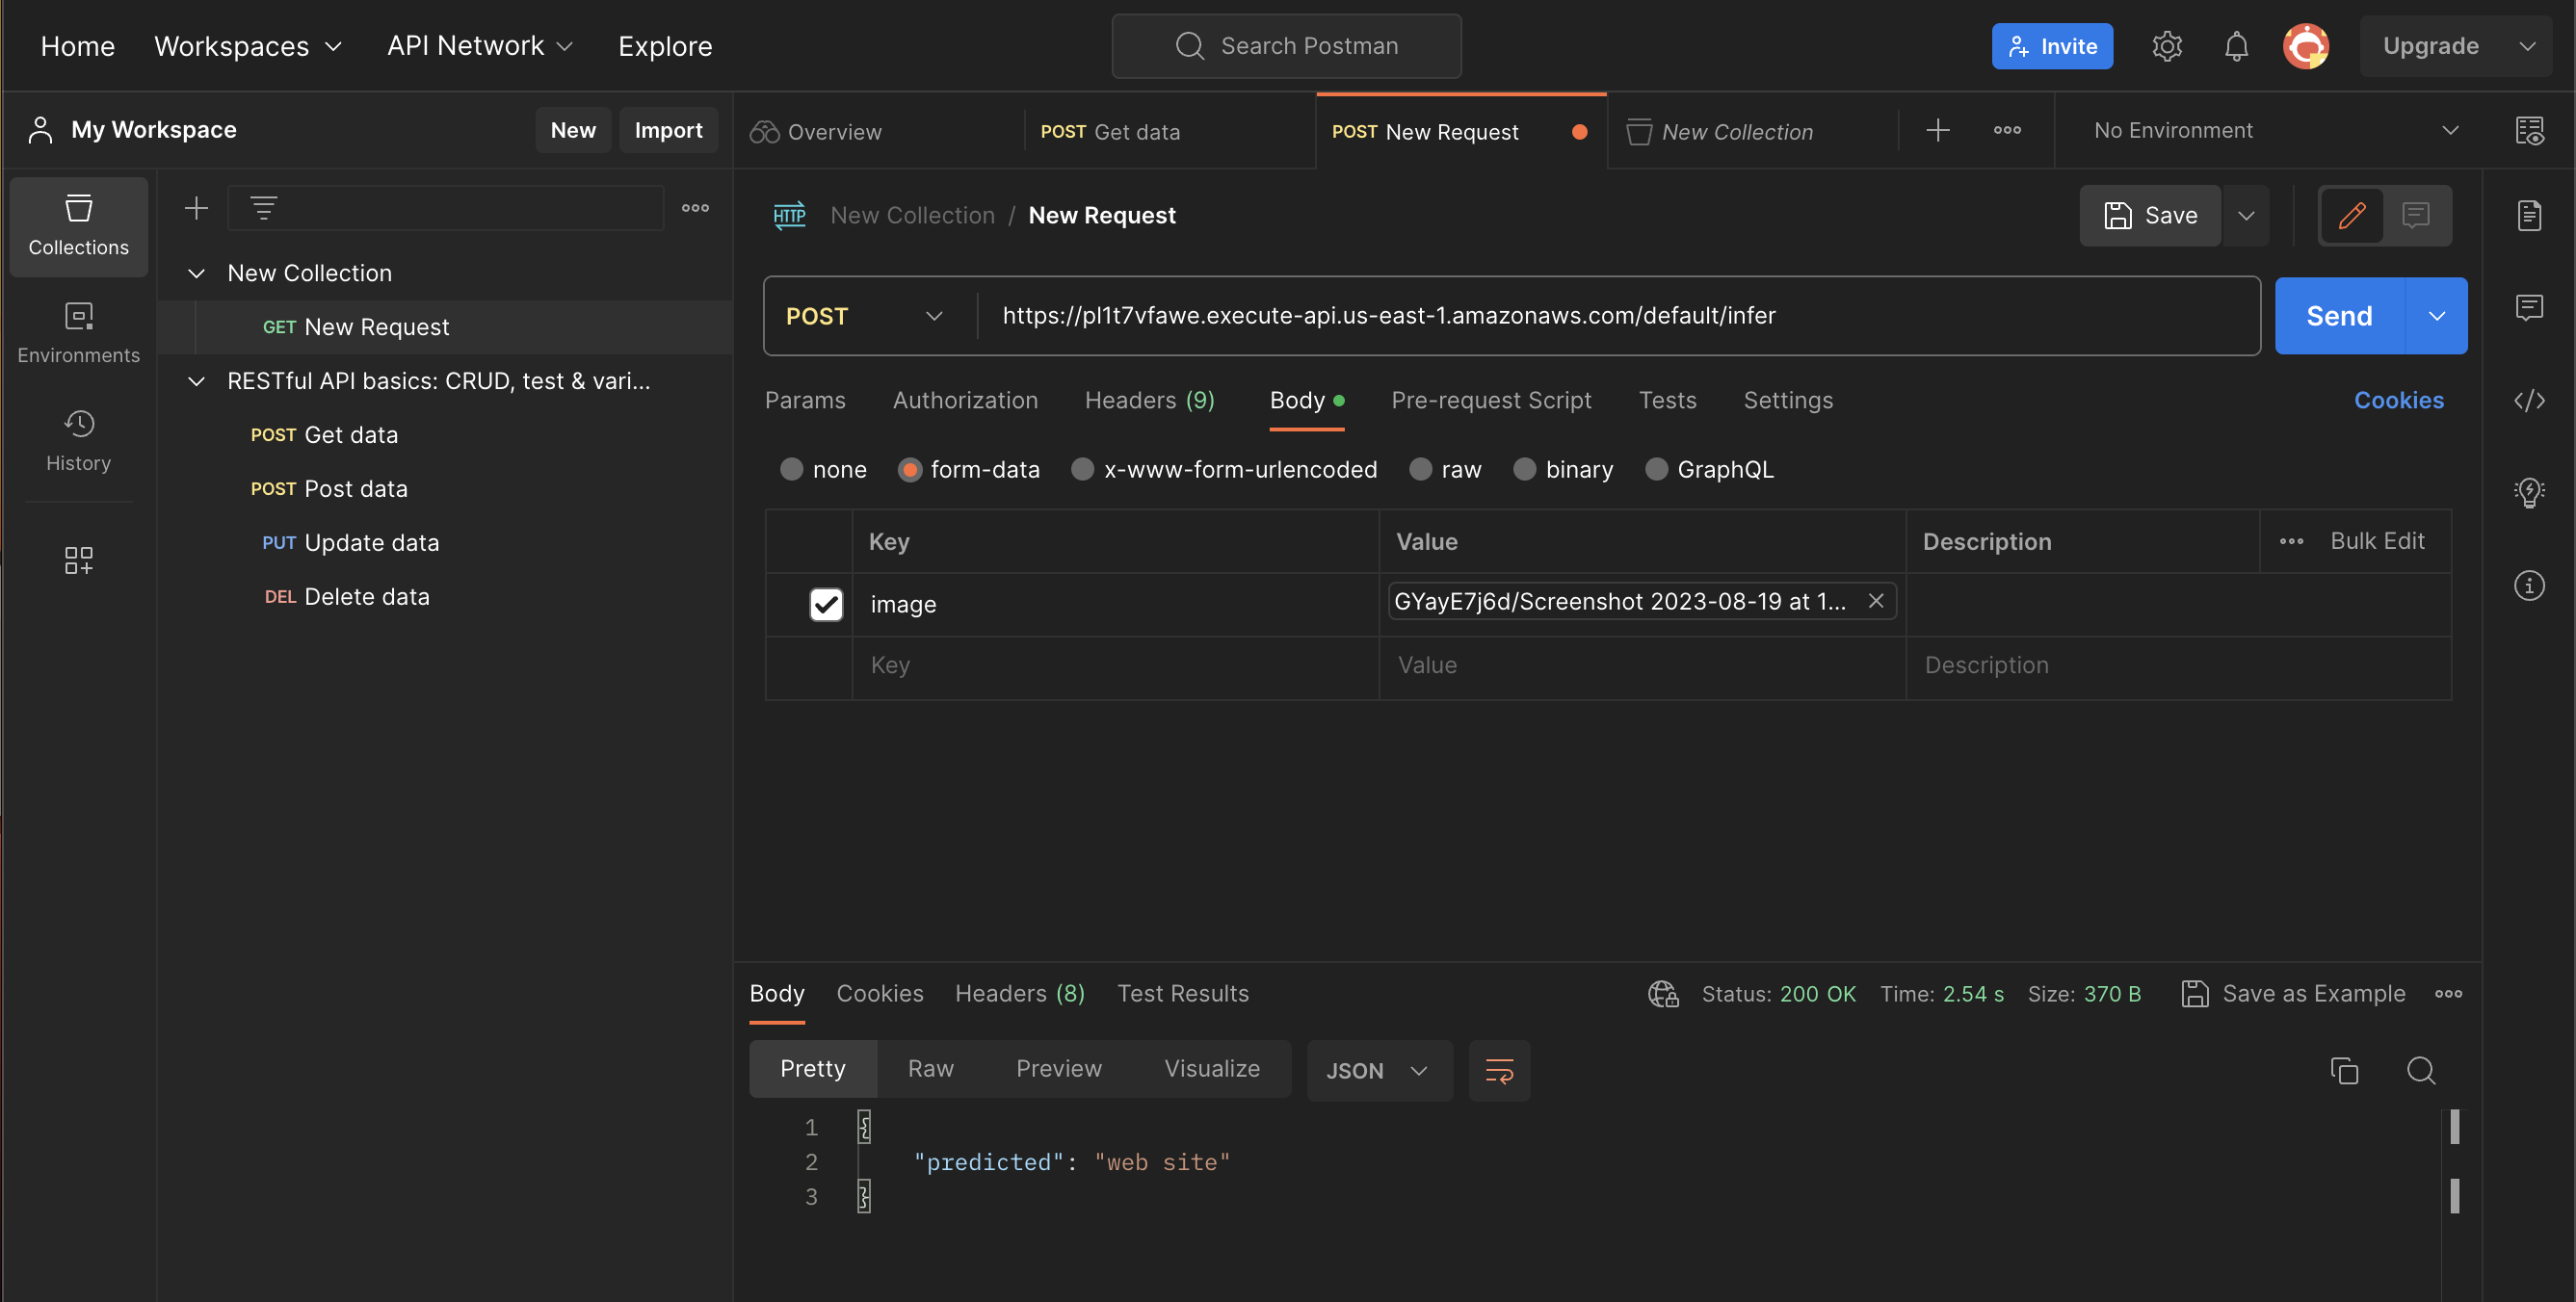 Home Workspaces API Network Explore Search Postman Invite Upgrade
My Workspace New Import Overview POST Get data POST New Request New Collection No Environment
Collections
Environments
History
New Collection
GET New Request
RESTful API basics: CRUD, test & vari...
POST Get data
POST Post data
PUT Update data
DEL Delete data
HTTP New Collection / New Request Save
POST https://pl1t7vfawe.execute-api.us-east-1.amazonaws.com/default/infer Send
Params Authorization Headers (9) Body Pre-request Script Tests Settings Cookies
none form-data x-www-form-urlencoded raw binary GraphQL
Key Value Description Bulk Edit
image GYayE7j6d/Screenshot 2023-08-19 at 1...
Key Value Description
Body Cookies Headers (8) Test Results Status: 200 OK Time: 2.54 s Size: 370 B Save as Example
Pretty Raw Preview Visualize JSON
1 {
2 "predicted": "web site"
3 }